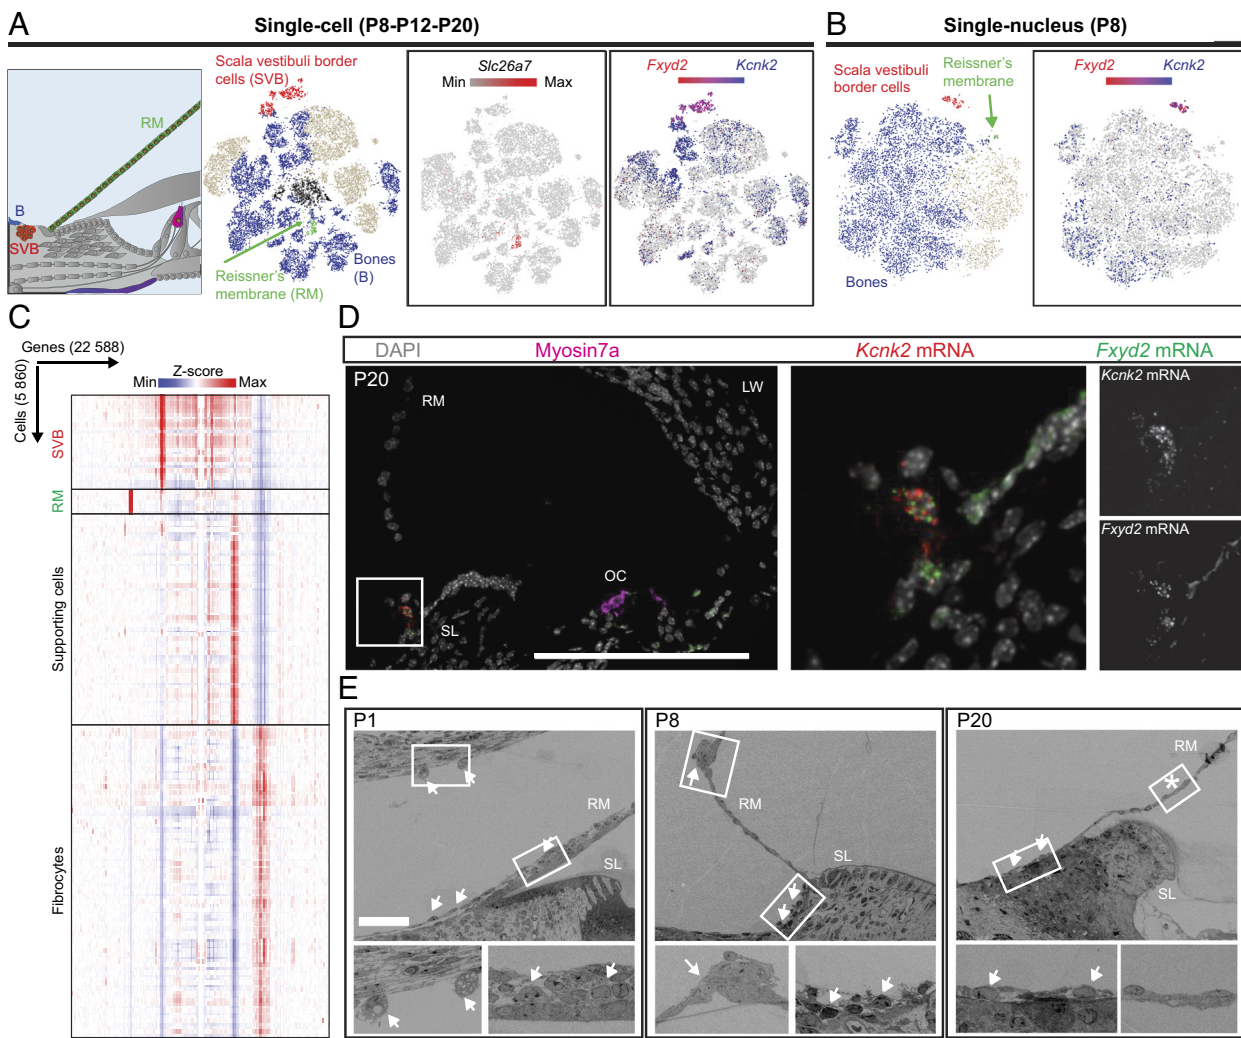 A
Single-cell (P8-P12-P20)
RM
B
SVB
Scala vestibuli border
cells (SVB)
Reissner's
membrane (RM)
Bones
(B)
Slc26a7
Min
Max
Fxyd2
Kcnk2
B
Single-nucleus (P8)
Scala vestibuli
border cells
Reissner's
membrane
Bones
Fxyd2
Kcnk2
C
Genes (22 588)
Cells (5 860)
Z-score
Min
Max
SVB
RM
Supporting cells
Fibrocytes
D
DAPI
Myosin7a
Kcnk2 mRNA
Fxyd2 mRNA
P20
RM
LW
OC
SL
Kcnk2 mRNA
Fxyd2 mRNA
E
P1
RM
SL
P8
RM
SL
P20
RM
*
SL